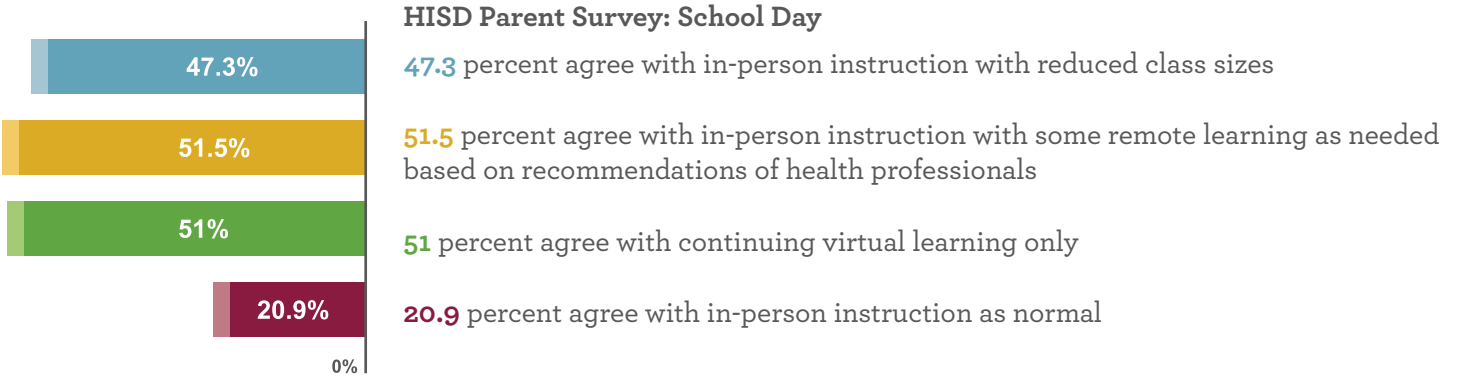 HISD Parent Survey: School Day
47.3%
47.3 percent agree with in-person instruction with reduced class sizes
51.5%
51.5 percent agree with in-person instruction with some remote learning as needed
based on recommendations of health professionals
51%
51 percent agree with continuing virtual learning only
20.9%
20.9 percent agree with in-person instruction as normal
0%